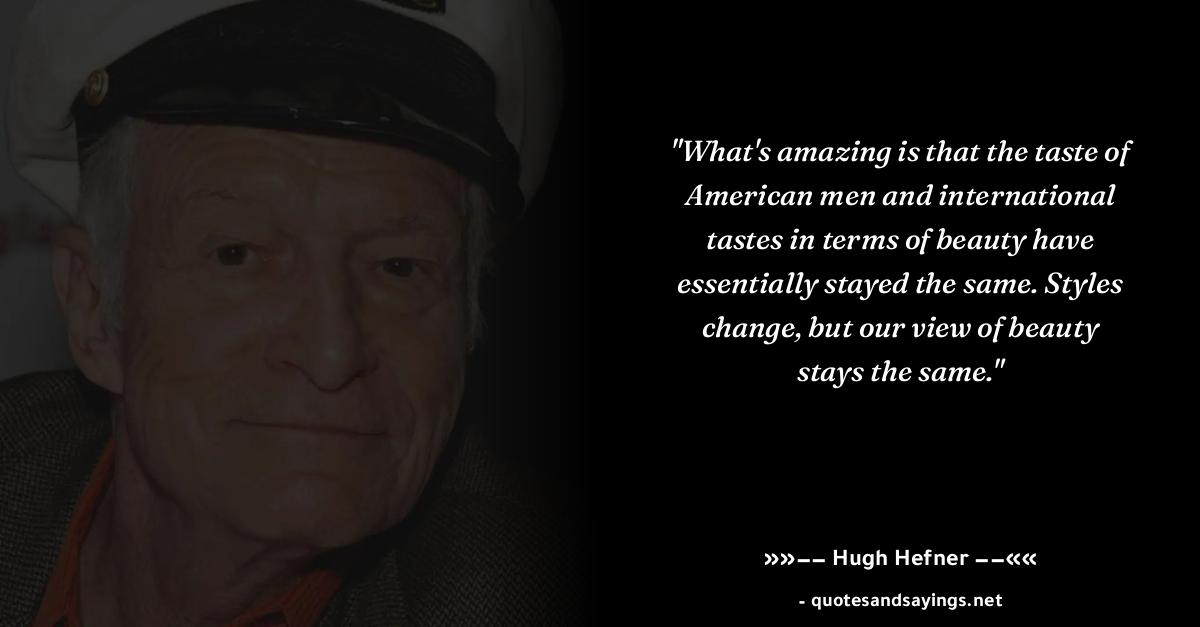 "What's amazing is that the taste of
American men and international
tastes in terms of beauty have
essentially stayed the same. Styles
change, but our view of beauty
stays the same."
»»—— Hugh Hefner ——««
- quotesandsayings.net